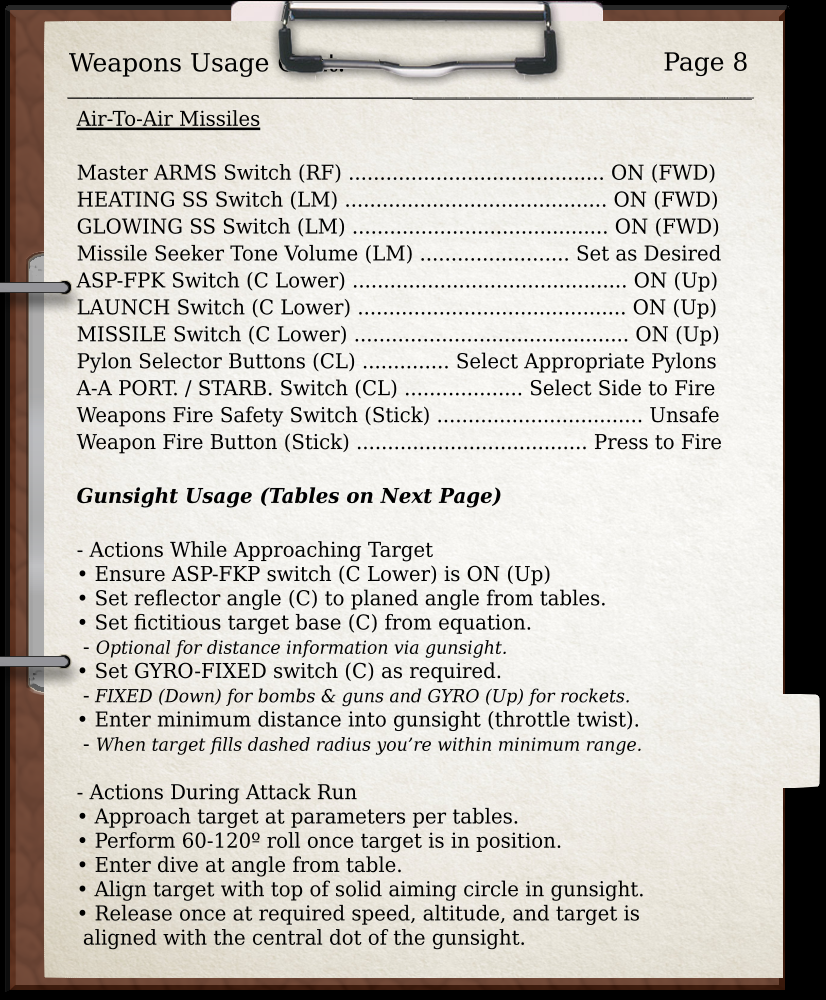 Weapons Usage
Page 8
Air-To-Air Missiles
Master ARMS Switch (RF) ......................................... ON (FWD)
HEATING SS Switch (LM) .......................................... ON (FWD)
GLOWING SS Switch (LM) ......................................... ON (FWD)
Missile Seeker Tone Volume (LM) ........................ Set as Desired
ASP-FPK Switch (C Lower) ............................................ ON (Up)
LAUNCH Switch (C Lower) ........................................... ON (Up)
MISSILE Switch (C Lower) ............................................ ON (Up)
Pylon Selector Buttons (CL) .............. Select Appropriate Pylons
A-A PORT. / STARB. Switch (CL) ................... Select Side to Fire
Weapons Fire Safety Switch (Stick) ................................. Unsafe
Weapon Fire Button (Stick) ..................................... Press to Fire
Gunsight Usage (Tables on Next Page)
- Actions While Approaching Target
• Ensure ASP-FKP switch (C Lower) is ON (Up)
• Set reflector angle (C) to planed angle from tables.
• Set fictitious target base (C) from equation.
- Optional for distance information via gunsight.
• Set GYRO-FIXED switch (C) as required.
- FIXED (Down) for bombs & guns and GYRO (Up) for rockets.
• Enter minimum distance into gunsight (throttle twist).
- When target fills dashed radius you’re within minimum range.
- Actions During Attack Run
• Approach target at parameters per tables.
• Perform 60-120º roll once target is in position.
• Enter dive at angle from table.
• Align target with top of solid aiming circle in gunsight.
• Release once at required speed, altitude, and target is
aligned with the central dot of the gunsight.